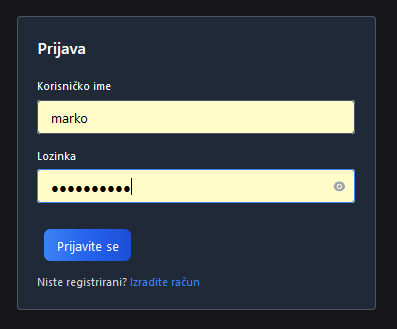 Prijava
Korisničko ime
marko
Lozinka
●●●●●●●●●●
Prijavite se
Niste registrirani? Izradite račun